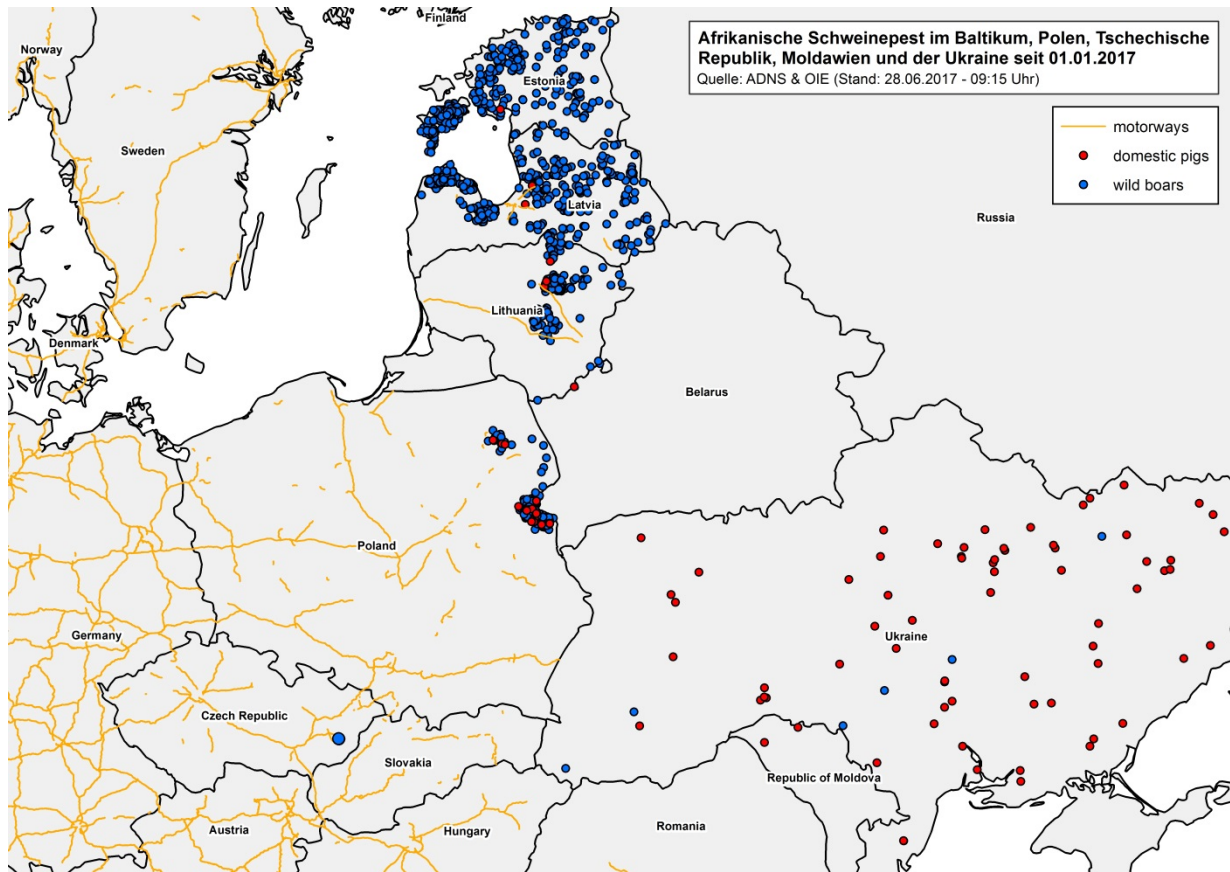 Finland
Norway
Afrikanische Schweinepest im Baltikum, Polen, Tschechische
Republik, Moldawien und der Ukraine seit 01.01.2017
Quelle: ADNS & OIE (Stand: 28.06.2017 - 09:15 Uhr)
Estonia
motorways
domestic pigs
wild boars
Sweden
Latvia
Russia
Lithuania
Denmark
Belarus
Poland
Germany
Ukraine
Czech Republic
Slovakia
Republic of Moldova
Austria
Hungary
Romania